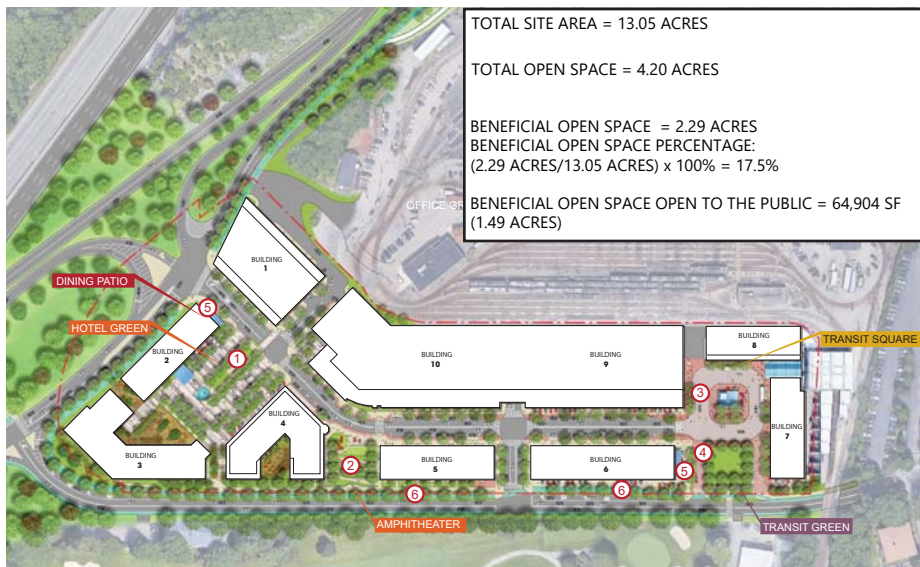 TOTAL SITE AREA = 13.05 ACRES
TOTAL OPEN SPACE = 4.20 ACRES
BENEFICIAL OPEN SPACE = 2.29 ACRES
BENEFICIAL OPEN SPACE PERCENTAGE:
(2.29 ACRES/13.05 ACRES) x 100% = 17.5%
BENEFICIAL OPEN SPACE OPEN TO THE PUBLIC = 64,904 SF
(1.49 ACRES)
OFFICE GR
BUILDING
1
DINING PATIO
5
HOTEL GREEN
BUILDING
2
1
BUILDING
10
BUILDING
9
BUILDING
8
TRANSIT SQUARE
3
BUILDING
4
BUILDING
7
BUILDING
3
2
BUILDING
5
BUILDING
6
4
5
6
6
AMPHITHEATER
TRANSIT GREEN